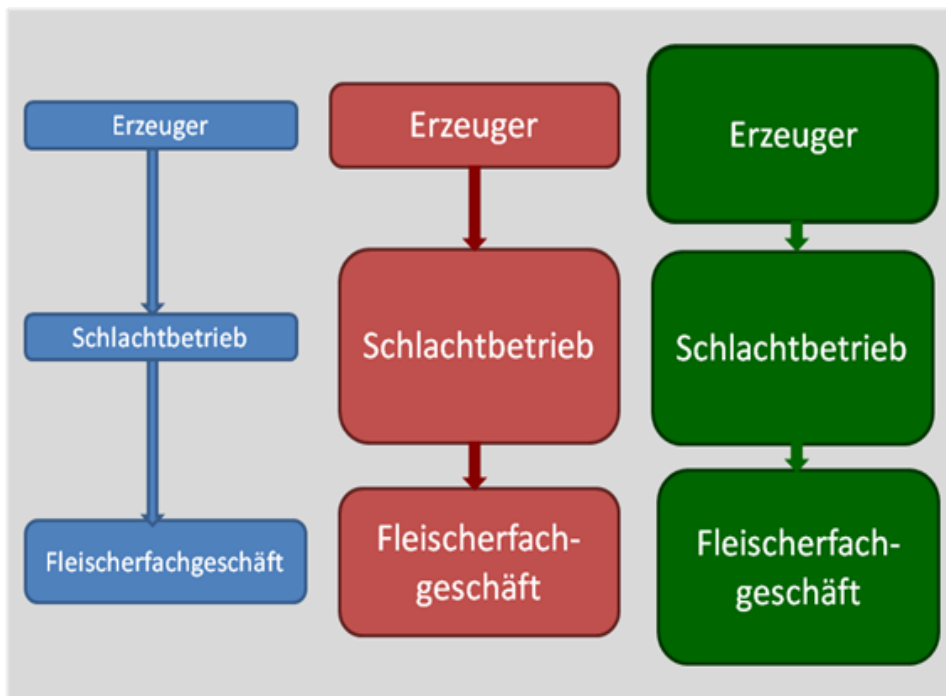 Erzeuger
Schlachtbetrieb
Fleischerfachgeschäft
Erzeuger
Schlachtbetrieb
Fleischerfach-
geschäft
Erzeuger
Schlachtbetrieb
Fleischerfach-
geschäft